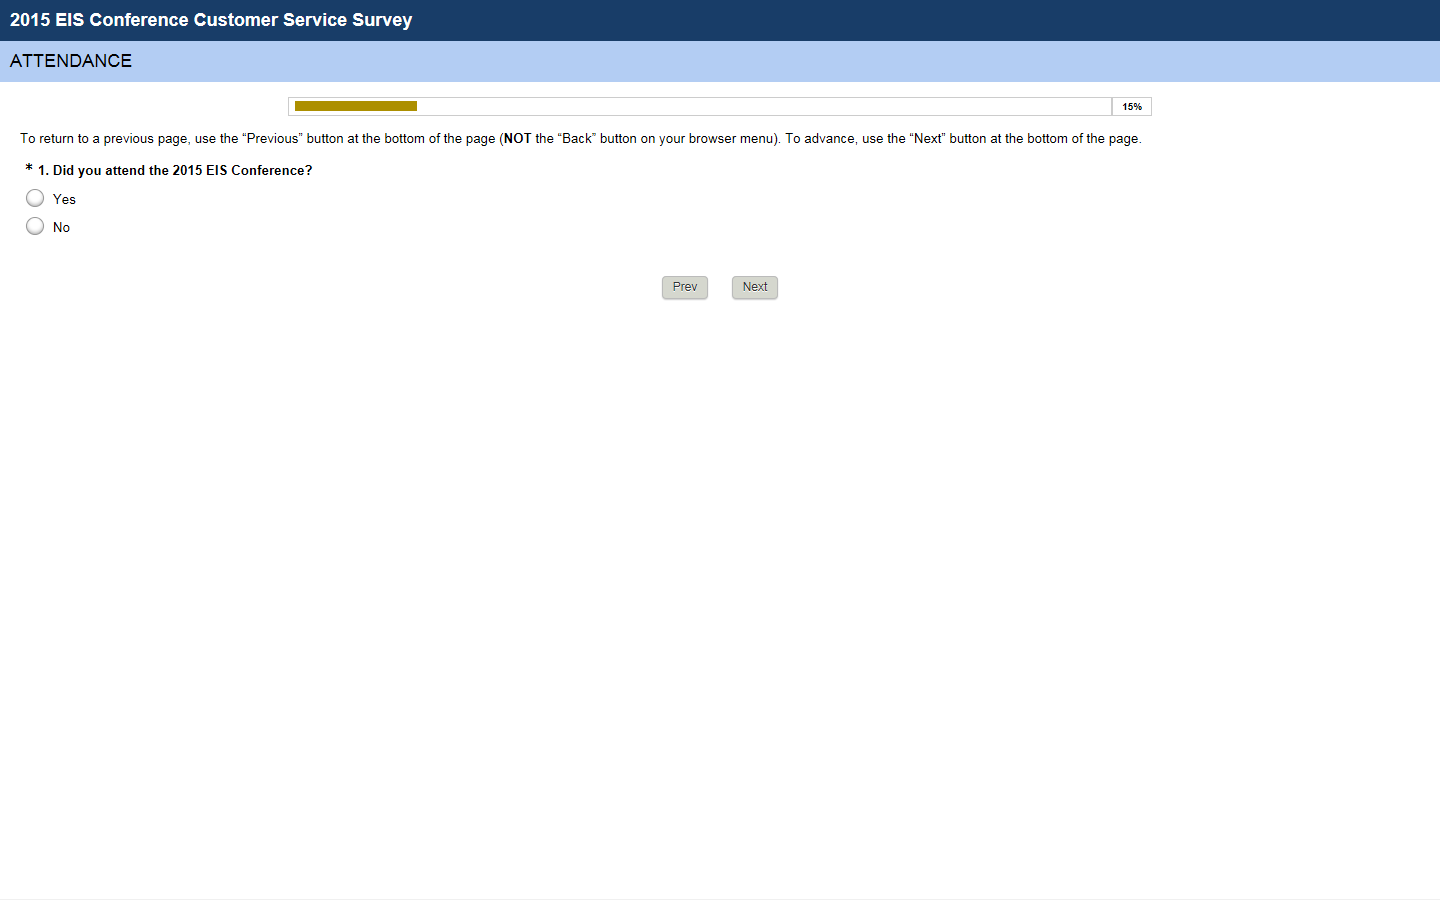 2015 EIS Conference Customer Service Survey
ATTENDANCE
15%
To return to a previous page, use the “Previous” button at the bottom of the page (NOT the “Back” button on your browser menu). To advance, use the “Next” button at the bottom of the page.
* 1. Did you attend the 2015 EIS Conference?
Yes
No
Prev Next